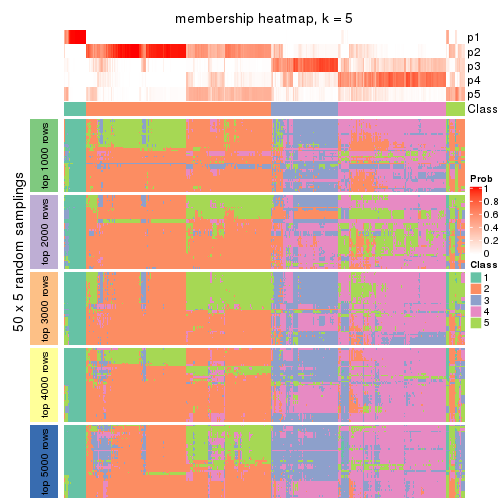 membership heatmap, k = 5
p1
p2
p3
p4
p5
Class
50 x 5 random samplings
top 1000 rows
top 2000 rows
top 3000 rows
top 4000 rows
top 5000 rows
Prob
1
0.8
0.6
0.4
0.2
0
Class
1
2
3
4
5